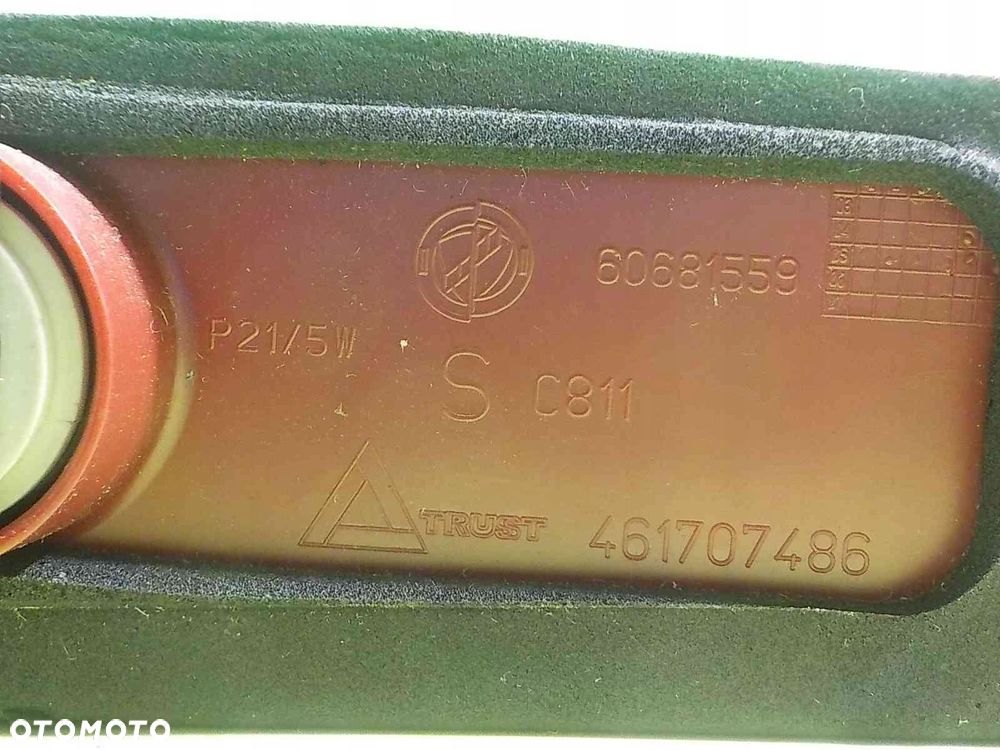 60681559
P21/5W
S C811
TRUST 461707486
OTOMOTO